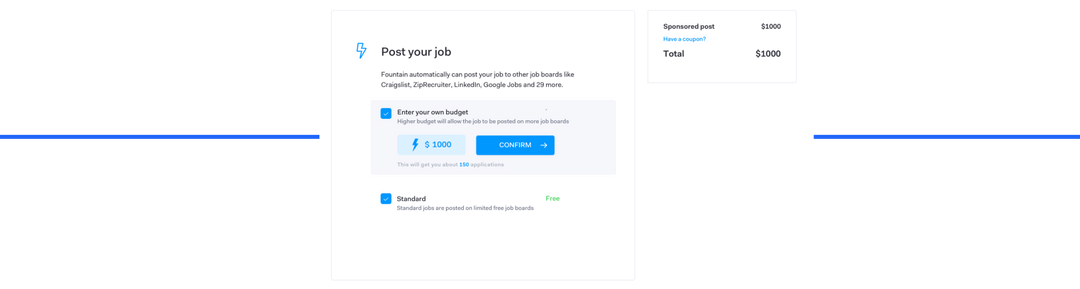 Post your job
Fountain automatically can post your job to other job boards like
Craigslist, ZipRecruiter, LinkedIn, Google Jobs and 29 more.
Enter your own budget
Higher budget will allow the job to be posted on more job boards
$ 1000
CONFIRM →
This will get you about 150 applications
Standard
Free
Standard jobs are posted on limited free job boards
Sponsored post $1000
Have a coupon?
Total $1000